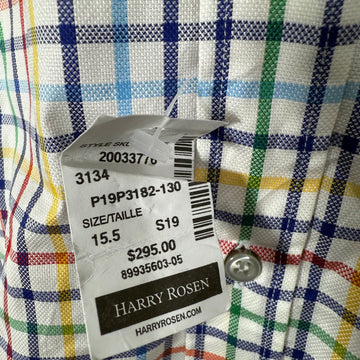 STYLE SKU
20033776
3134
P19P3182-130
SIZE/TAILLE
15.5 S19
$295.00
89935603-05
HARRY ROSEN
HARRYROSEN.COM